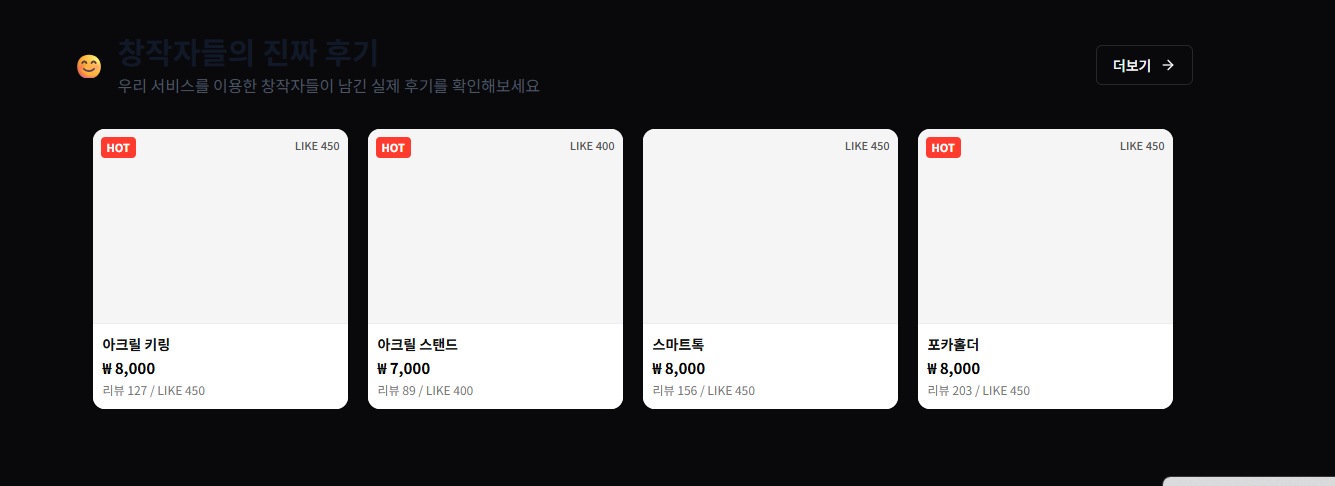 창작자들의 진짜 후기
우리 서비스를 이용한 창작자들이 남긴 실제 후기를 확인해보세요
더보기
HOT
LIKE 450
아크릴 키링
₩ 8,000
리뷰 127 / LIKE 450
HOT
LIKE 400
아크릴 스탠드
₩ 7,000
리뷰 89 / LIKE 400
LIKE 450
스마트톡
₩ 8,000
리뷰 156 / LIKE 450
HOT
LIKE 450
포카홀더
₩ 8,000
리뷰 203 / LIKE 450